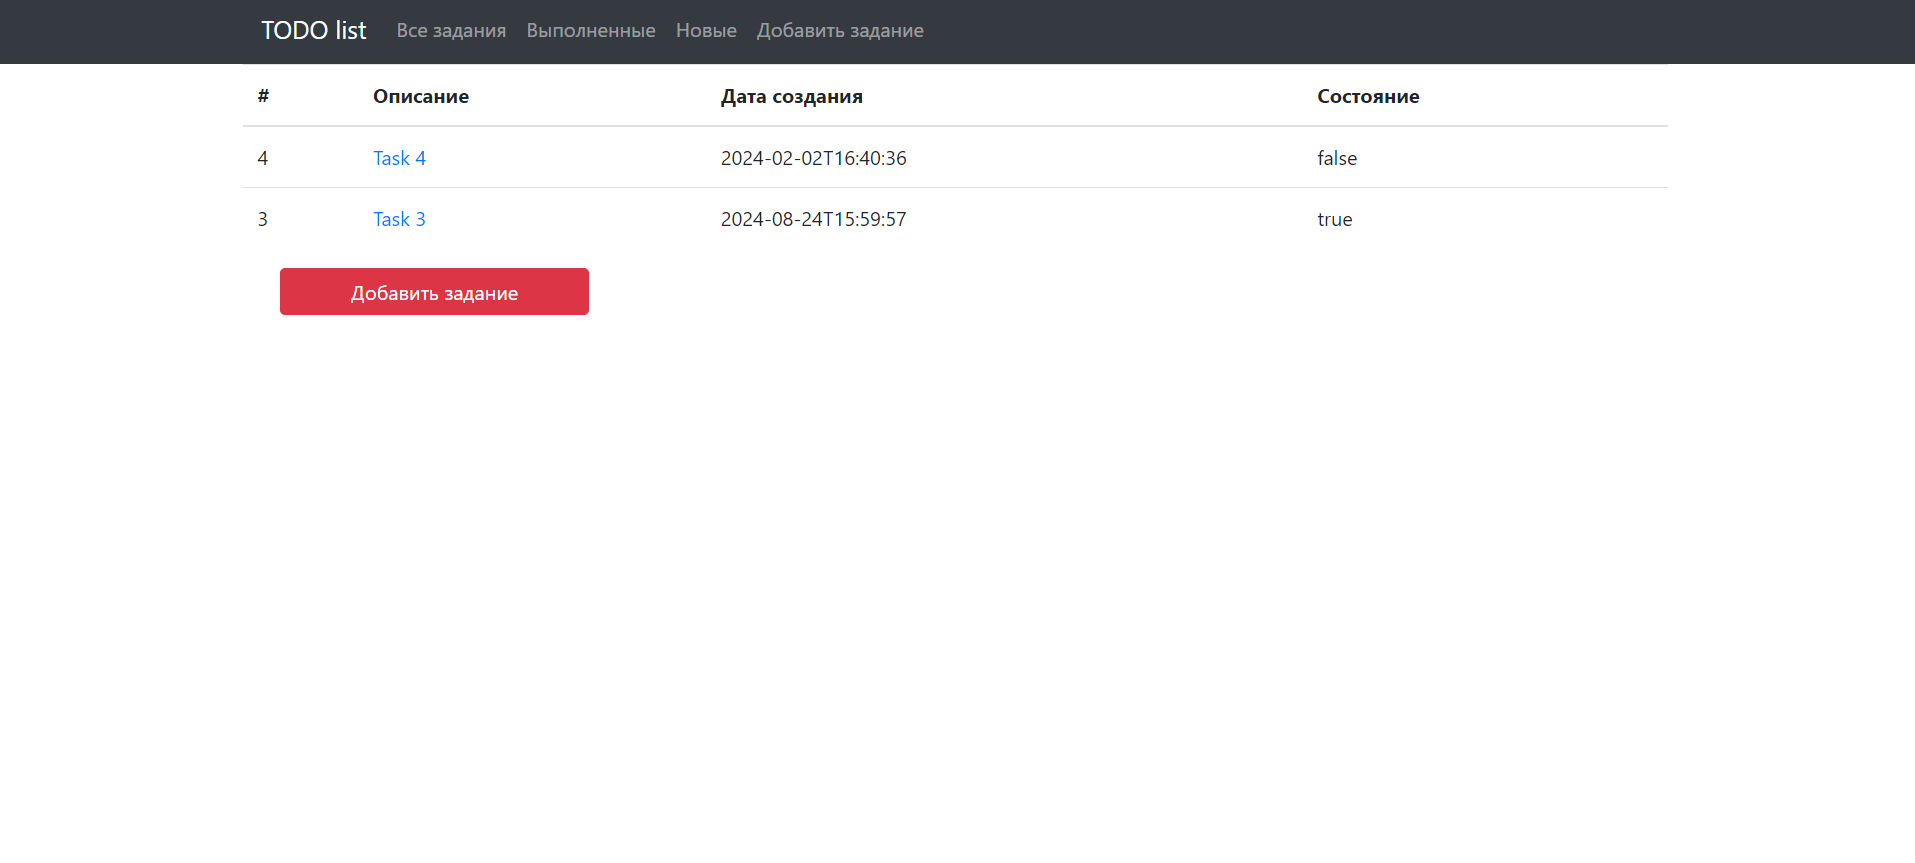 TODO list Все задания Выполненные Новые Добавить задание
# Описание Дата создания Состояние
4 Task 4 2024-02-02T16:40:36 false
3 Task 3 2024-08-24T15:59:57 true
Добавить задание